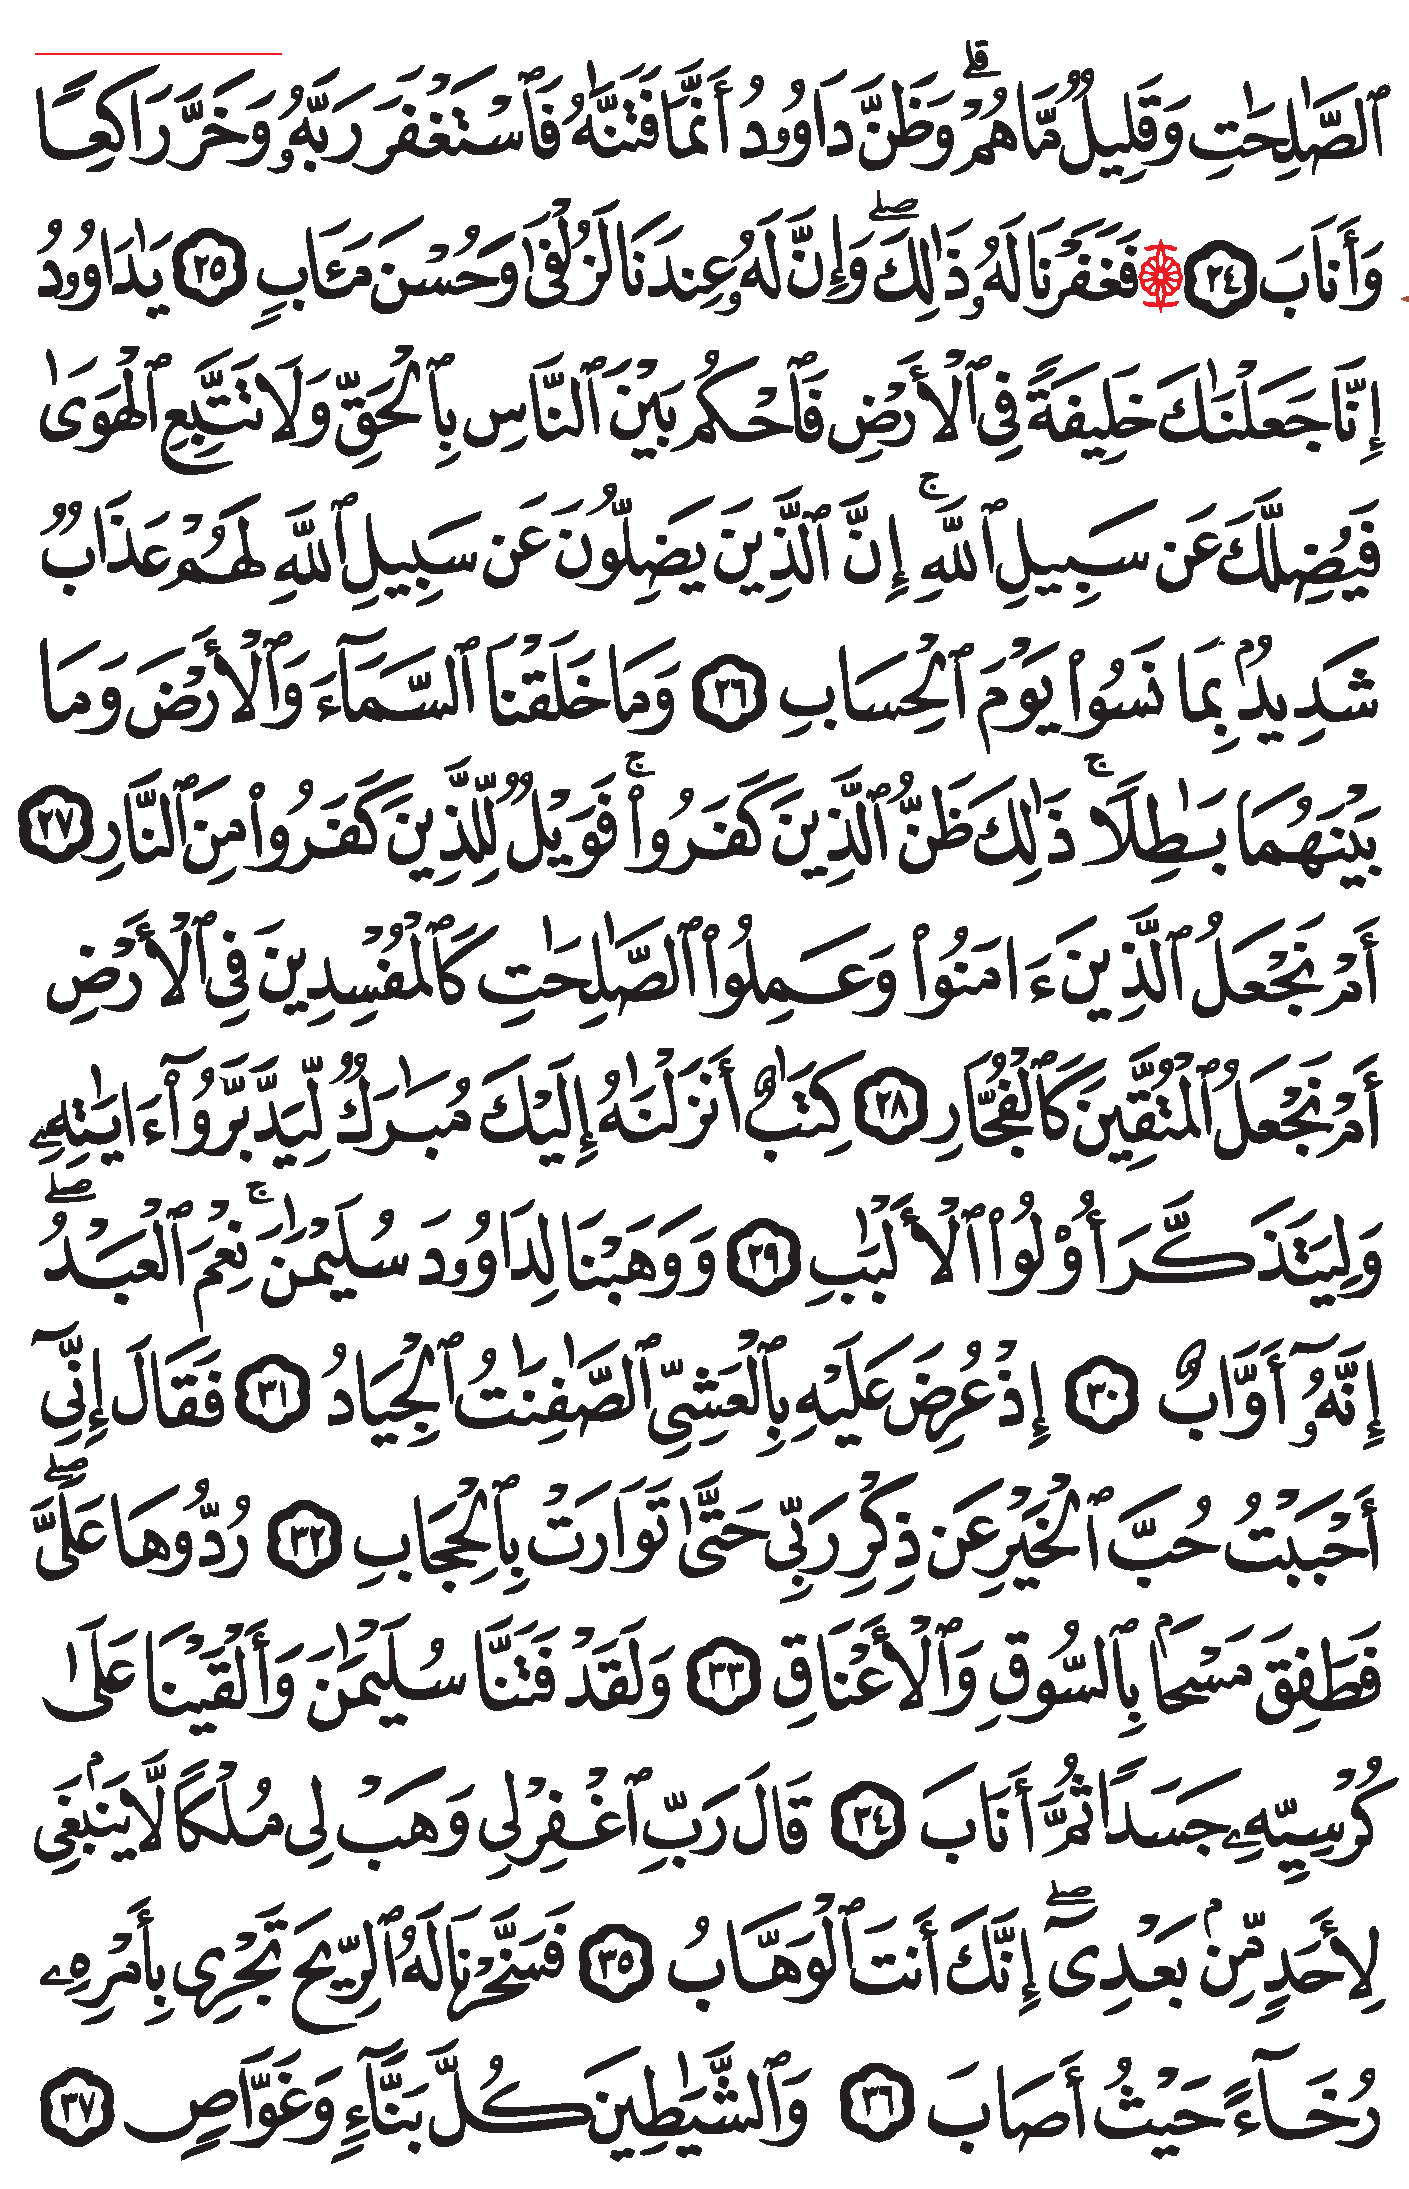 ٱلصَّٰلِحَٰتِ وَقَلِيلٌ مَّا هُمْ ۗ وَظَنَّ دَاوُۥدُ أَنَّمَا فَتَنَّٰهُ فَٱسْتَغْفَرَ رَبَّهُۥ وَخَرَّ رَاكِعًا
وَأَنَابَ ٢٤ فَغَفَرْنَا لَهُۥ ذَٰلِكَ ۖ وَإِنَّ لَهُۥ عِندَنَا لَزُلْفَىٰ وَحُسْنَ مَـَٔابٍ ٢٥ يَٰدَاوُۥدُ
إِنَّا جَعَلْنَٰكَ خَلِيفَةً فِى ٱلْأَرْضِ فَٱحْكُم بَيْنَ ٱلنَّاسِ بِٱلْحَقِّ وَلَا تَتَّبِعِ ٱلْهَوَىٰ
فَيُضِلَّكَ عَن سَبِيلِ ٱللَّهِ ۚ إِنَّ ٱلَّذِينَ يَضِلُّونَ عَن سَبِيلِ ٱللَّهِ لَهُمْ عَذَابٌ
شَدِيدٌۢ بِمَا نَسُوا۟ يَوْمَ ٱلْحِسَابِ ٢٦ وَمَا خَلَقْنَا ٱلسَّمَآءَ وَٱلْأَرْضَ وَمَا
بَيْنَهُمَا بَٰطِلًا ۚ ذَٰلِكَ ظَنُّ ٱلَّذِينَ كَفَرُوا۟ ۚ فَوَيْلٌ لِّلَّذِينَ كَفَرُوا۟ مِنَ ٱلنَّارِ ٢٧
أَمْ نَجْعَلُ ٱلَّذِينَ ءَامَنُوا۟ وَعَمِلُوا۟ ٱلصَّٰلِحَٰتِ كَٱلْمُفْسِدِينَ فِى ٱلْأَرْضِ
أَمْ نَجْعَلُ ٱلْمُتَّقِينَ كَٱلْفُجَّارِ ٢٨ كِتَٰبٌ أَنزَلْنَٰهُ إِلَيْكَ مُبَٰرَكٌ لِّيَدَّبَّرُوٓا۟ ءَايَٰتِهِۦ
وَلِيَتَذَكَّرَ أُو۟لُوا۟ ٱلْأَلْبَٰبِ ٢٩ وَوَهَبْنَا لِدَاوُۥدَ سُلَيْمَٰنَ ۚ نِعْمَ ٱلْعَبْدُ ۖ
إِنَّهُۥٓ أَوَّابٌ ٣٠ إِذْ عُرِضَ عَلَيْهِ بِٱلْعَشِىِّ ٱلصَّٰفِنَٰتُ ٱلْجِيَادُ ٣١ فَقَالَ إِنِّىٓ
أَحْبَبْتُ حُبَّ ٱلْخَيْرِ عَن ذِكْرِ رَبِّى حَتَّىٰ تَوَارَتْ بِٱلْحِجَابِ ٣٢ رُدُّوهَا عَلَىَّ ۖ
فَطَفِقَ مَسْحًۢا بِٱلسُّوقِ وَٱلْأَعْنَاقِ ٣٣ وَلَقَدْ فَتَنَّا سُلَيْمَٰنَ وَأَلْقَيْنَا عَلَىٰ
كُرْسِيِّهِۦ جَسَدًا ثُمَّ أَنَابَ ٣٤ قَالَ رَبِّ ٱغْفِرْ لِى وَهَبْ لِى مُلْكًا لَّا يَنۢبَغِى
لِأَحَدٍ مِّنۢ بَعْدِىٓ ۖ إِنَّكَ أَنتَ ٱلْوَهَّابُ ٣٥ فَسَخَّرْنَا لَهُ ٱلرِّيحَ تَجْرِى بِأَمْرِهِۦ
رُخَآءً حَيْثُ أَصَابَ ٣٦ وَٱلشَّيَٰطِينَ كُلَّ بَنَّآءٍ وَغَوَّاصٍ ٣٧